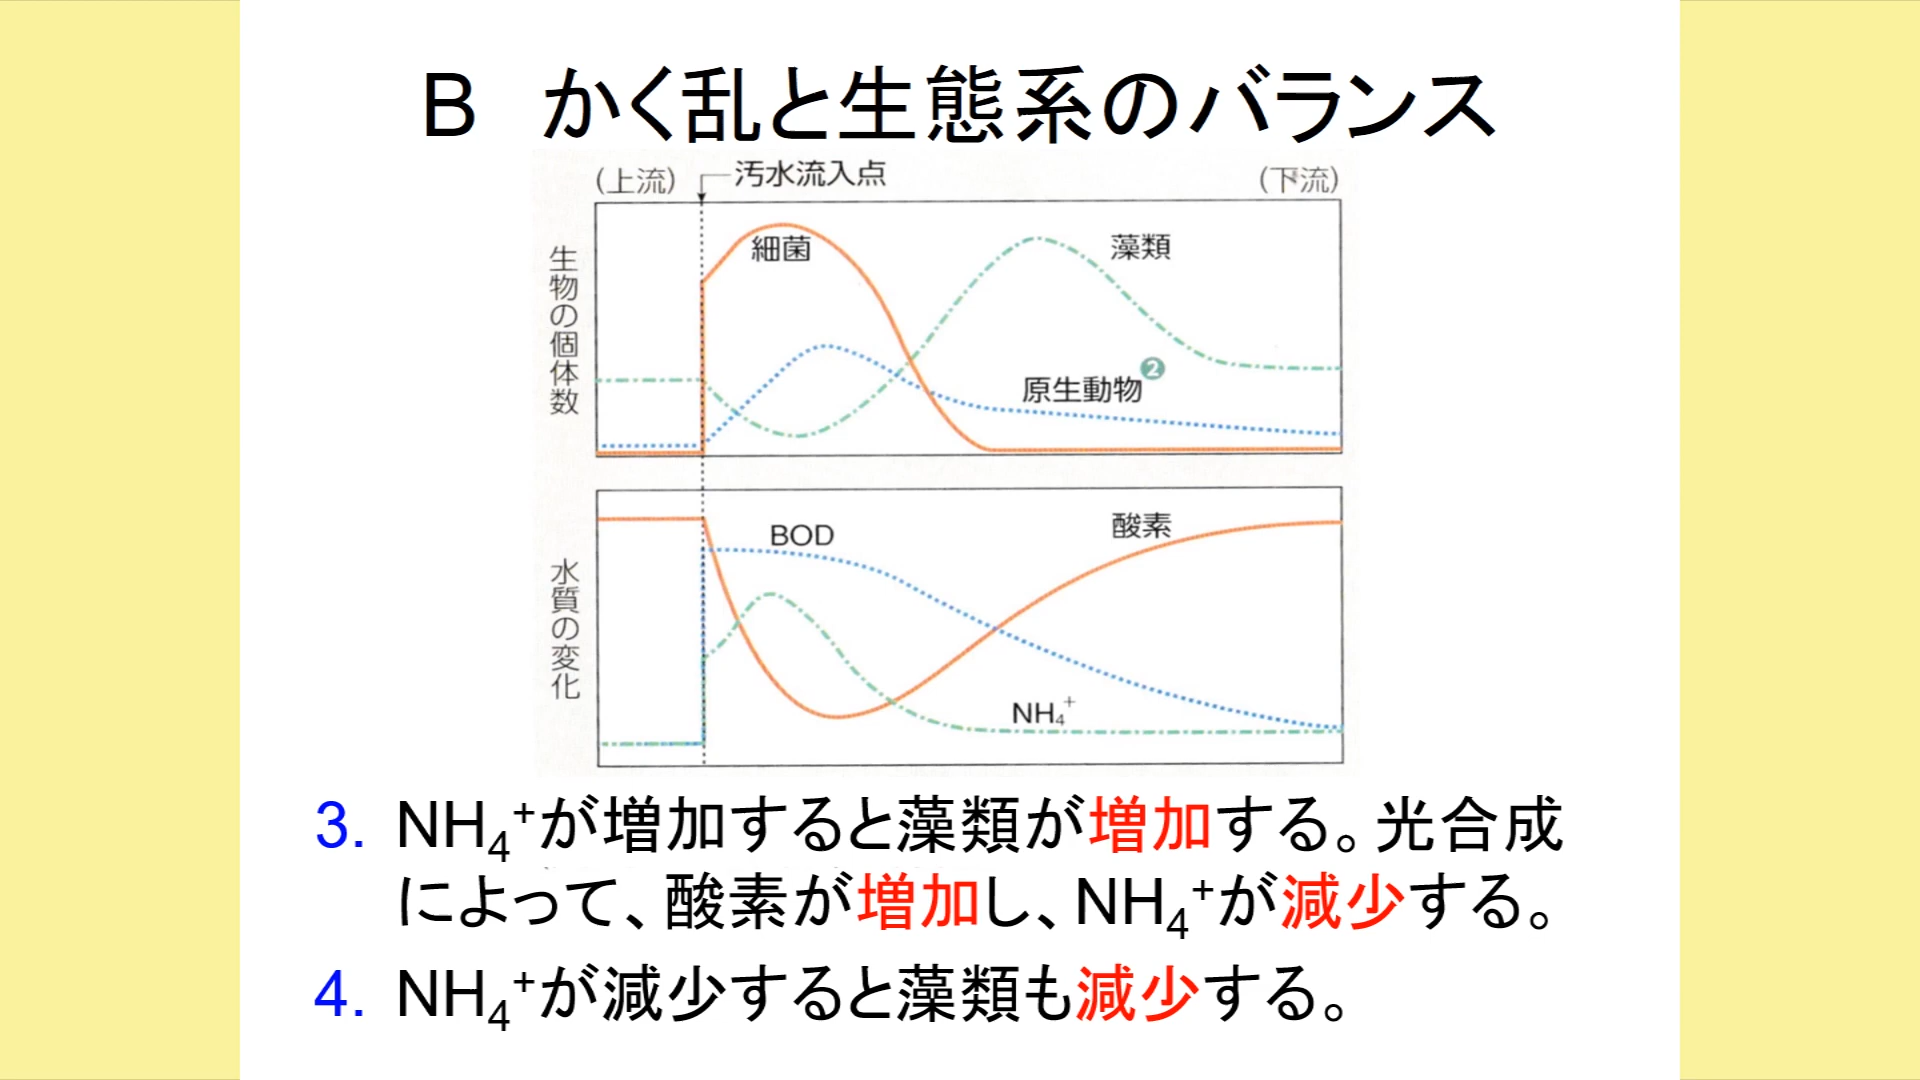 B かく乱と生態系のバランス
(上流) 汚水流入点 (下流)
生物の個体数
細菌
藻類
原生動物❷
水質の変化
BOD
酸素
NH₄⁺
3. NH₄⁺が増加すると藻類が増加する。光合成
によって、酸素が増加し、NH₄⁺が減少する。
4. NH₄⁺が減少すると藻類も減少する。